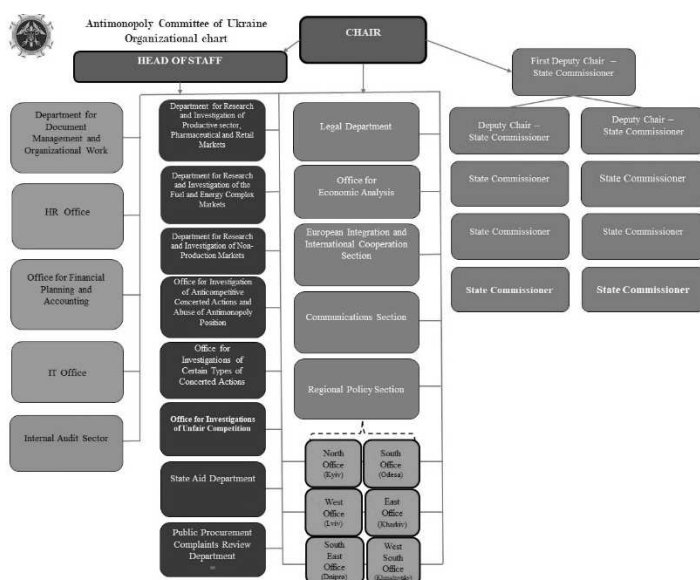 Antimonopoly Committee of Ukraine
Organizational chart
CHAIR
HEAD OF STAFF
First Deputy Chair –
State Commissioner
Department for
Document
Management and
Organizational Work
HR Office
Office for Financial
Planning and
Accounting
IT Office
Internal Audit Sector
Department for Research
and Investigation of
Productive sector,
Pharmaceutical and Retail
Markets
Department for Research
and Investigation of the
Fuel and Energy Complex
Markets
Department for Research
and Investigation of Non-
Production Markets
Office for Investigation of
Anticompetitive
Concerted Actions and
Abuse of Antimonopoly
Position
Office for
Investigations of
Certain Types of
Concerted Actions
Office for Investigations
of Unfair Competition
State Aid Department
Public Procurement
Complaints Review
Department
Legal Department
Office for
Economic Analysis
European Integration and
International Cooperation
Section
Communications Section
Regional Policy Section
North
Office
(Kyiv)
South
Office
(Odesa)
West
Office
(Lviv)
East
Office
(Kharkiv)
South
East
Office
(Dnipro)
West
South
Office
Deputy Chair –
State Commissioner
Deputy Chair –
State Commissioner
State Commissioner
State Commissioner
State Commissioner
State Commissioner
State Commissioner
State Commissioner